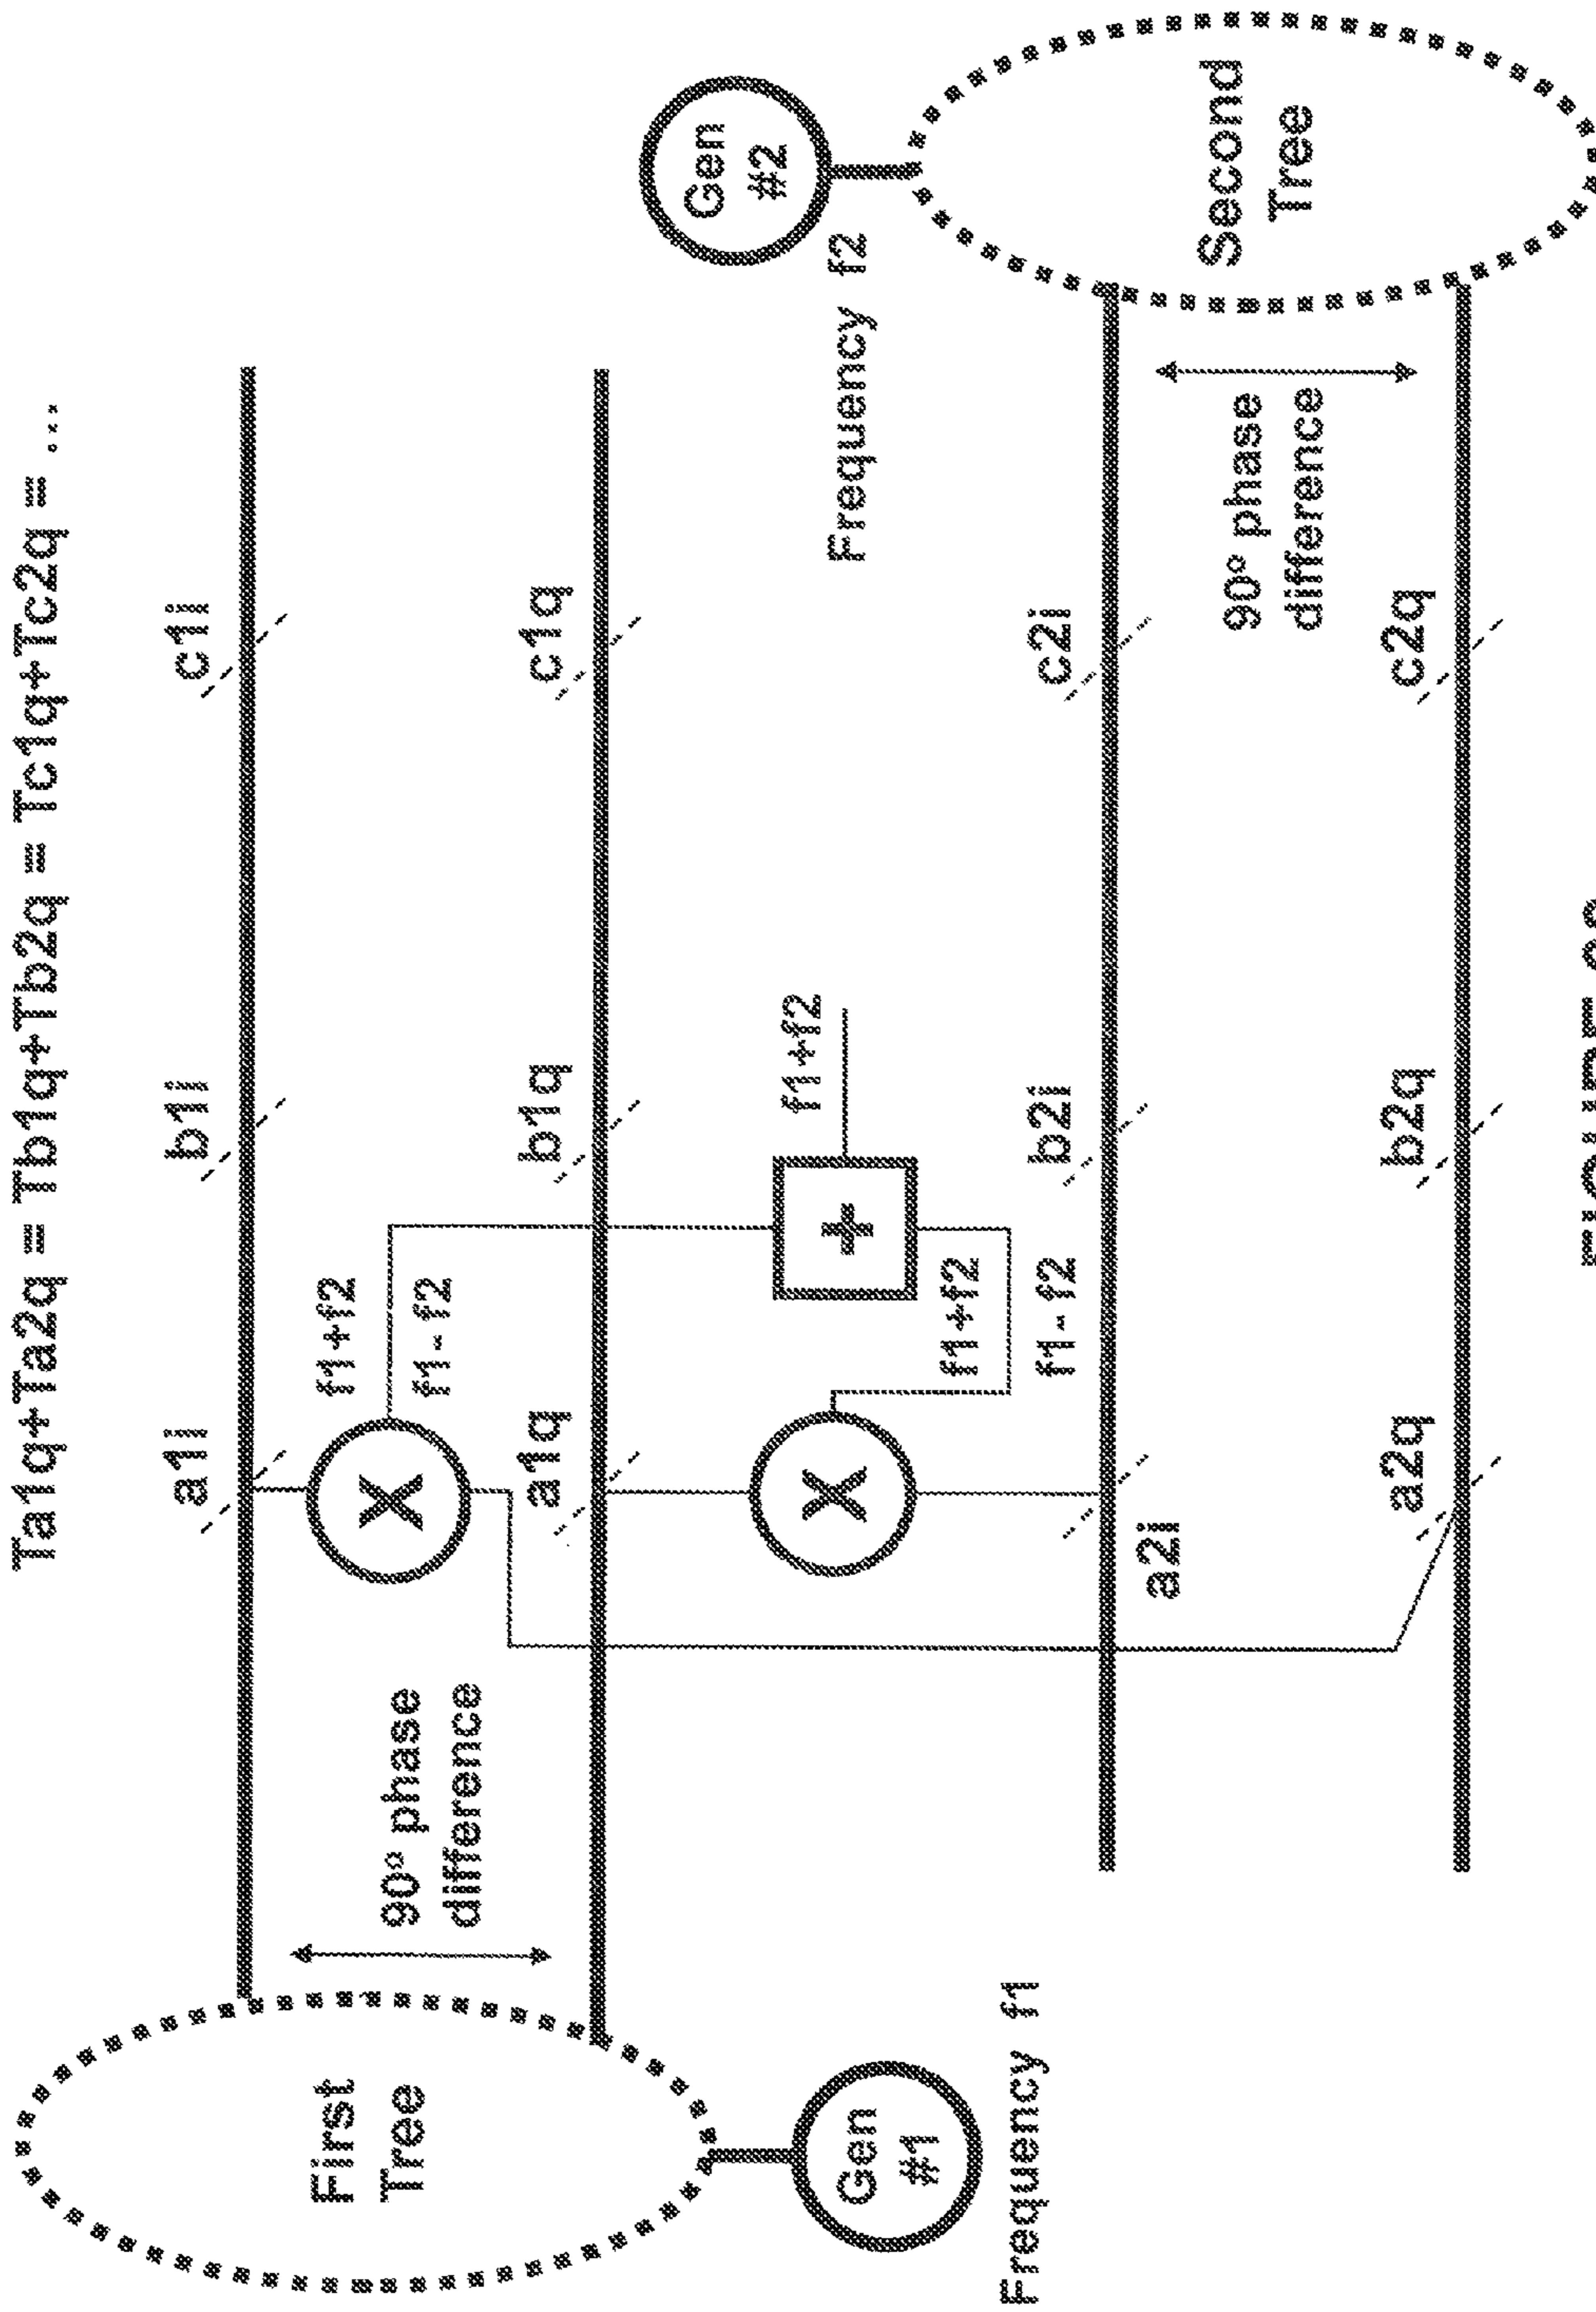 Ta1q+Ta2q = Tb1q+Tb2q = Tc1q+Tc2q = ...
a1i
b1i
c1i
First
Tree
90º phase
difference
X
f1+f2
f1-f2
a1q
b1q
c1q
Gen
#1
Frequency f1
X
+
f1+f2
f1+f2
f1-f2
Gen
#2
Frequency f2
a2i
b2i
c2i
Second
Tree
90º phase
difference
a2q
b2q
c2q